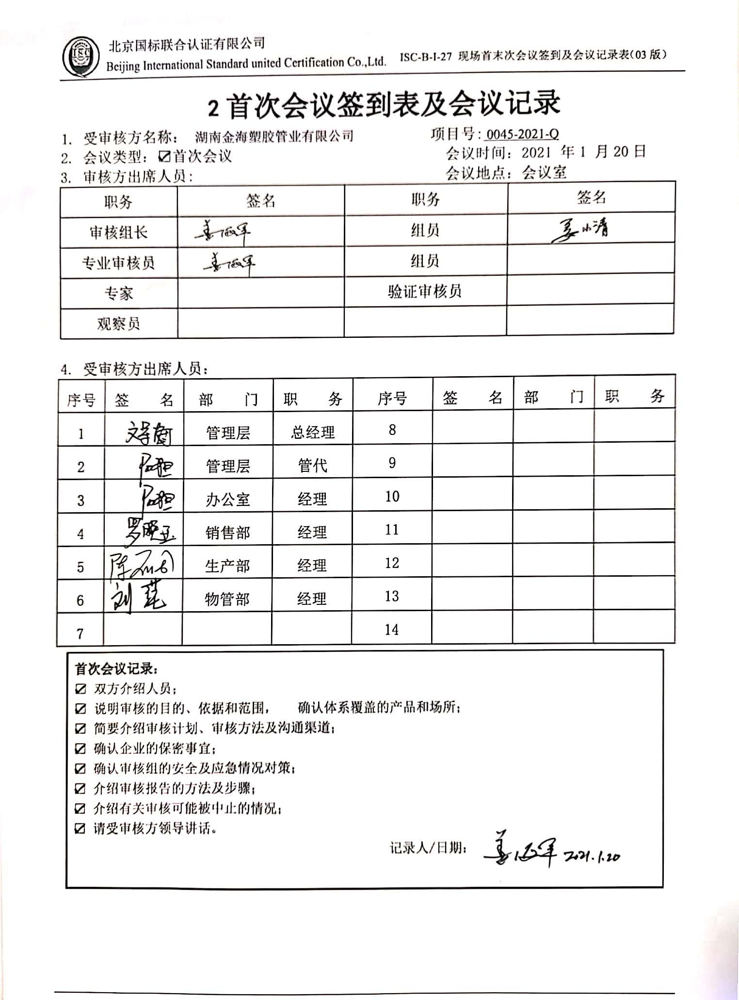 北京国标联合认证有限公司
Beijing International Standard united Certification Co.,Ltd.
ISC-B-I-27 现场首末次会议签到及会议记录表(03 版)
ISC
2 首次会议签到表及会议记录
1. 受审核方名称： 湖南金海塑胶管业有限公司 项目号: 0045-2021-Q
2. 会议类型：☑首次会议 会议时间：2021 年 1 月 20 日
3. 审核方出席人员： 会议地点：会议室
职务 签名 职务 签名
审核组长 组员 姜小清
专业审核员 组员
专家 验证审核员
观察员
4. 受审核方出席人员：
序号 签 名 部 门 职 务 序号 签 名 部 门 职 务
1 管理层 总经理 8
2 管理层 管代 9
3 办公室 经理 10
4 销售部 经理 11
5 陈 生产部 经理 12
6 刘 物管部 经理 13
7 14
首次会议记录：
☑ 双方介绍人员；
☑ 说明审核的目的、依据和范围， 确认体系覆盖的产品和场所；
☑ 简要介绍审核计划、审核方法及沟通渠道；
☑ 确认企业的保密事宜；
☑ 确认审核组的安全及应急情况对策；
☑ 介绍审核报告的方法及步骤；
☑ 介绍有关审核可能被中止的情况；
☑ 请受审核方领导讲话。
记录人/日期： 2021.1.20